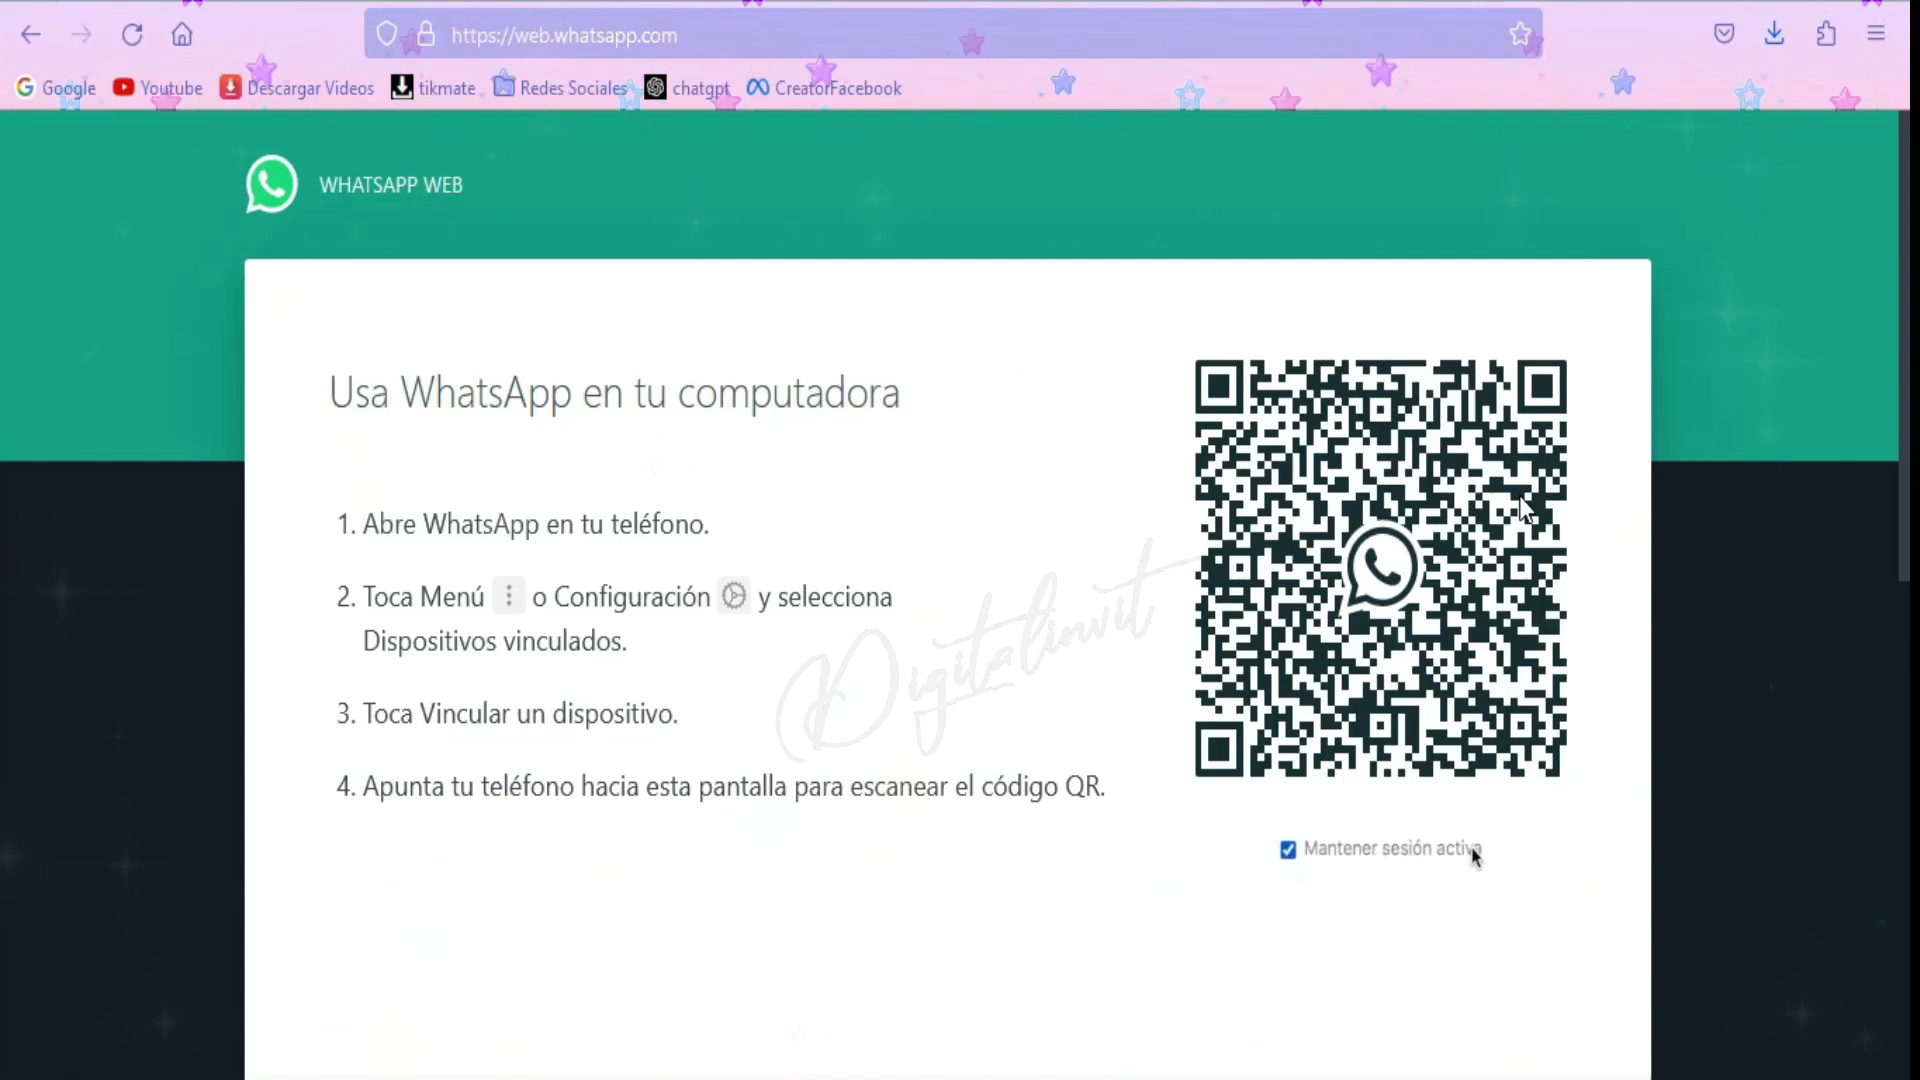 https://web.whatsapp.com
Google Youtube Descargar Videos tikmate Redes Sociales chatgpt CreatorFacebook
WHATSAPP WEB
Usa WhatsApp en tu computadora
1. Abre WhatsApp en tu teléfono.
2. Toca Menú o Configuración y selecciona
Dispositivos vinculados.
3. Toca Vincular un dispositivo.
4. Apunta tu teléfono hacia esta pantalla para escanear el código QR.
Mantener sesión activa
Digitalinvit